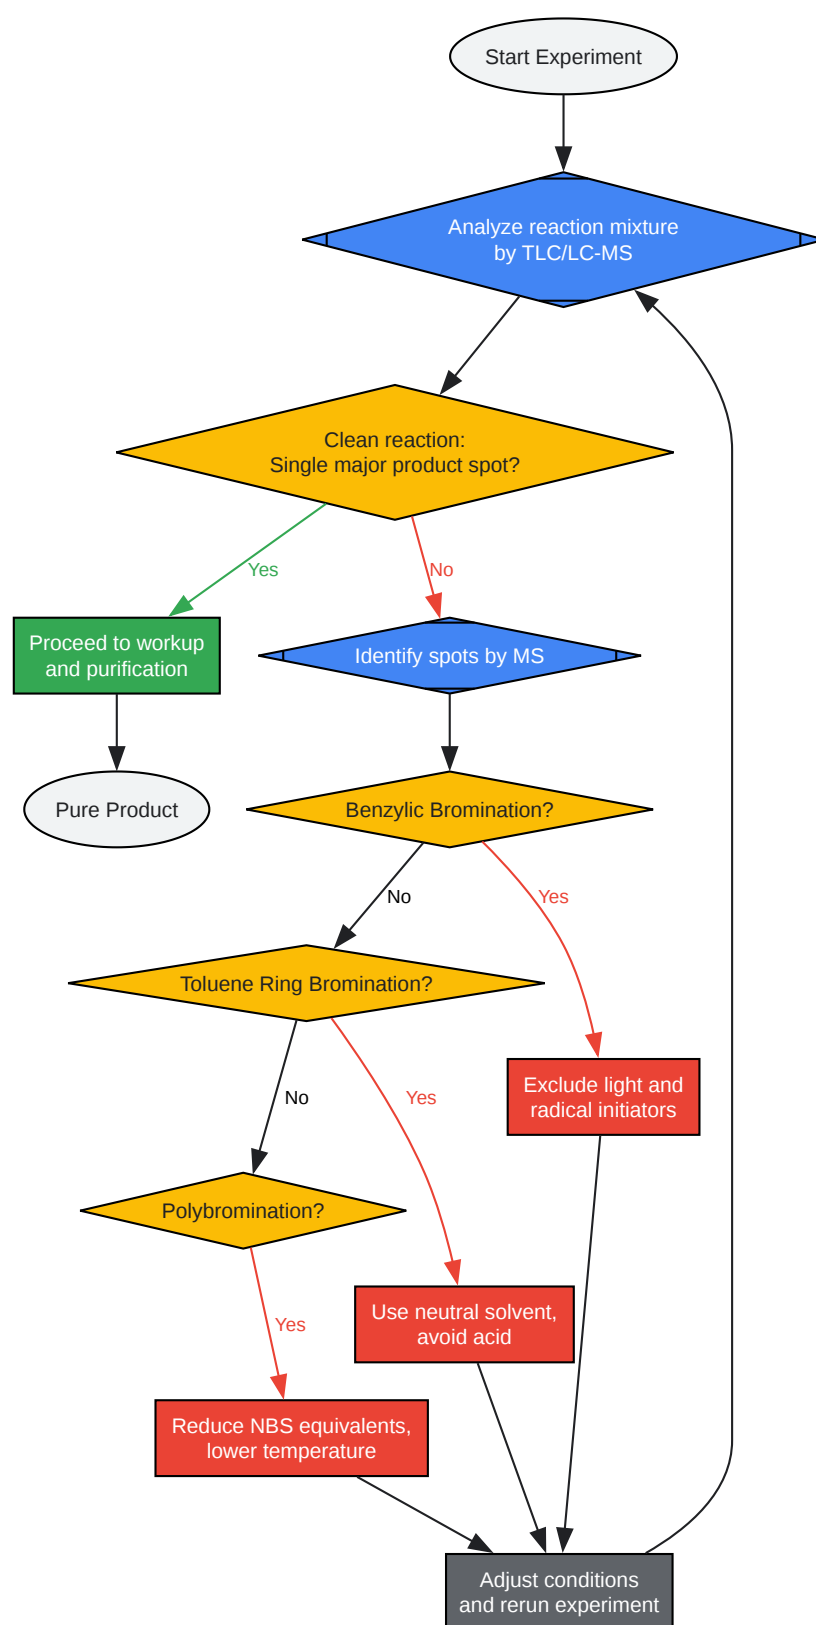 Start Experiment
Analyze reaction mixture
by TLC/LC-MS
Clean reaction:
Single major product spot?
Yes
No
Proceed to workup
and purification
Identify spots by MS
Pure Product
Benzylic Bromination?
No
Yes
Toluene Ring Bromination?
Exclude light and
radical initiators
No
Yes
Polybromination?
Use neutral solvent,
avoid acid
Yes
Reduce NBS equivalents,
lower temperature
Adjust conditions
and rerun experiment